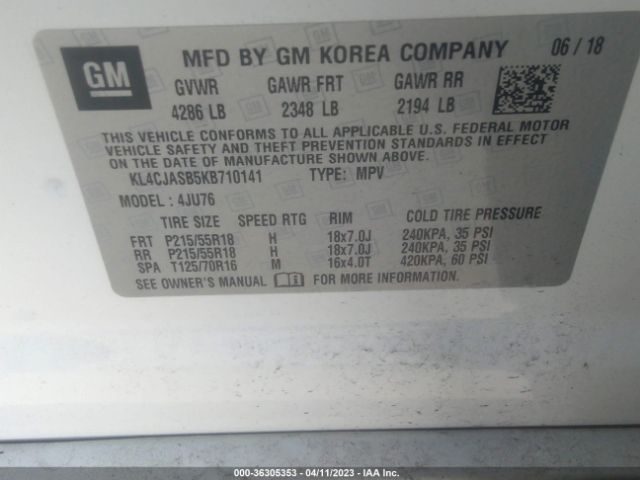 GM
MFD BY GM KOREA COMPANY 06 / 18
GVWR GAWR FRT GAWR RR
4286 LB 2348 LB 2194 LB
THIS VEHICLE CONFORMS TO ALL APPLICABLE U.S. FEDERAL MOTOR
VEHICLE SAFETY AND THEFT PREVENTION STANDARDS IN EFFECT ON
THE DATE OF MANUFACTURE SHOWN ABOVE.
KL4CJASB5KB710141 TYPE: MPV
MODEL : 4JU76
TIRE SIZE SPEED RTG RIM COLD TIRE PRESSURE
FRT P215/55R18 H 18x7.0J 240KPA, 35 PSI
RR P215/55R18 H 18x7.0J 240KPA, 35 PSI
SPA T125/70R16 M 16x4.0T 420KPA, 60 PSI
SEE OWNER'S MANUAL FOR MORE INFORMATION
000-36305353 - 04/11/2023 - IAA Inc.